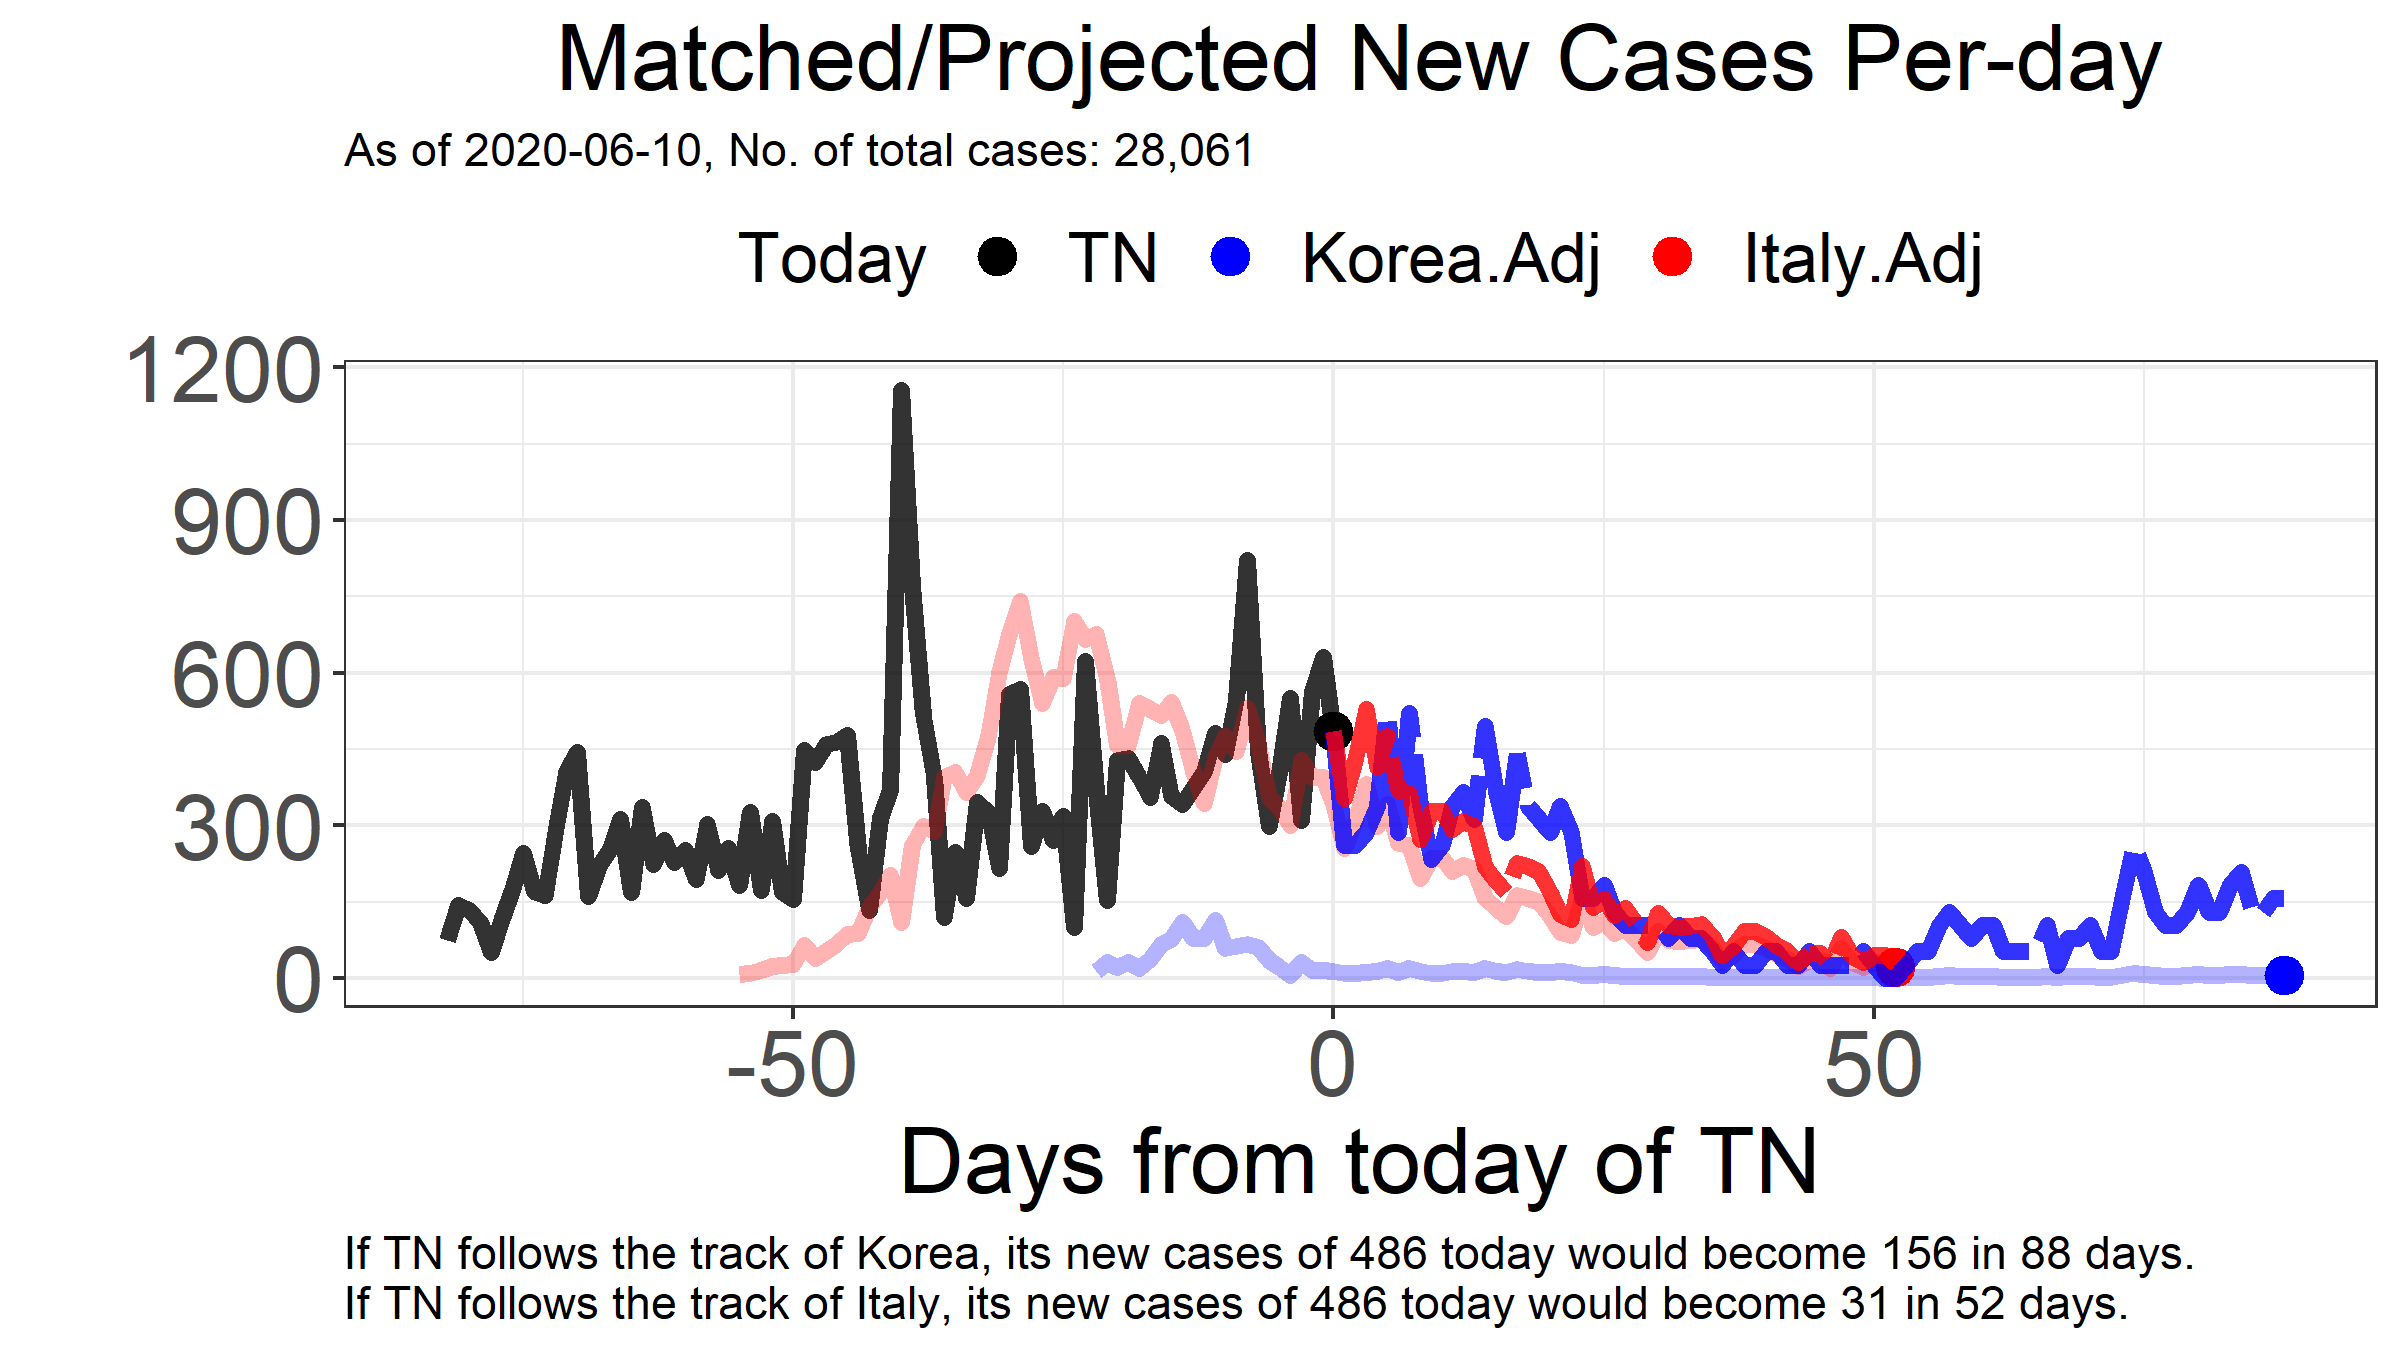 Matched/Projected New Cases Per-day
As of 2020-06-10, No. of total cases: 28,061
Today TN Korea.Adj Italy.Adj
1200
900
600
300
0
-50 0 50
Days from today of TN
If TN follows the track of Korea, its new cases of 486 today would become 156 in 88 days.
If TN follows the track of Italy, its new cases of 486 today would become 31 in 52 days.